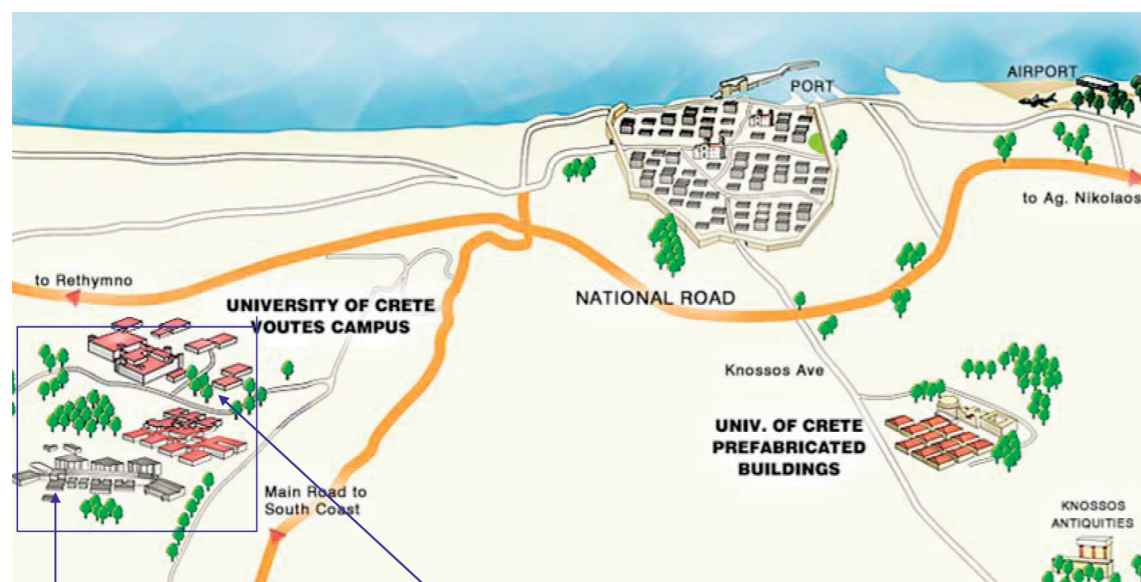 AIRPORT
PORT
to Ag. Nikolaos
to Rethymno
UNIVERSITY OF CRETE
VOUTES CAMPUS
NATIONAL ROAD
Knossos Ave
UNIV. OF CRETE
PREFABRICATED
BUILDINGS
Main Road to
South Coast
KNOSSOS
ANTIQUITIES